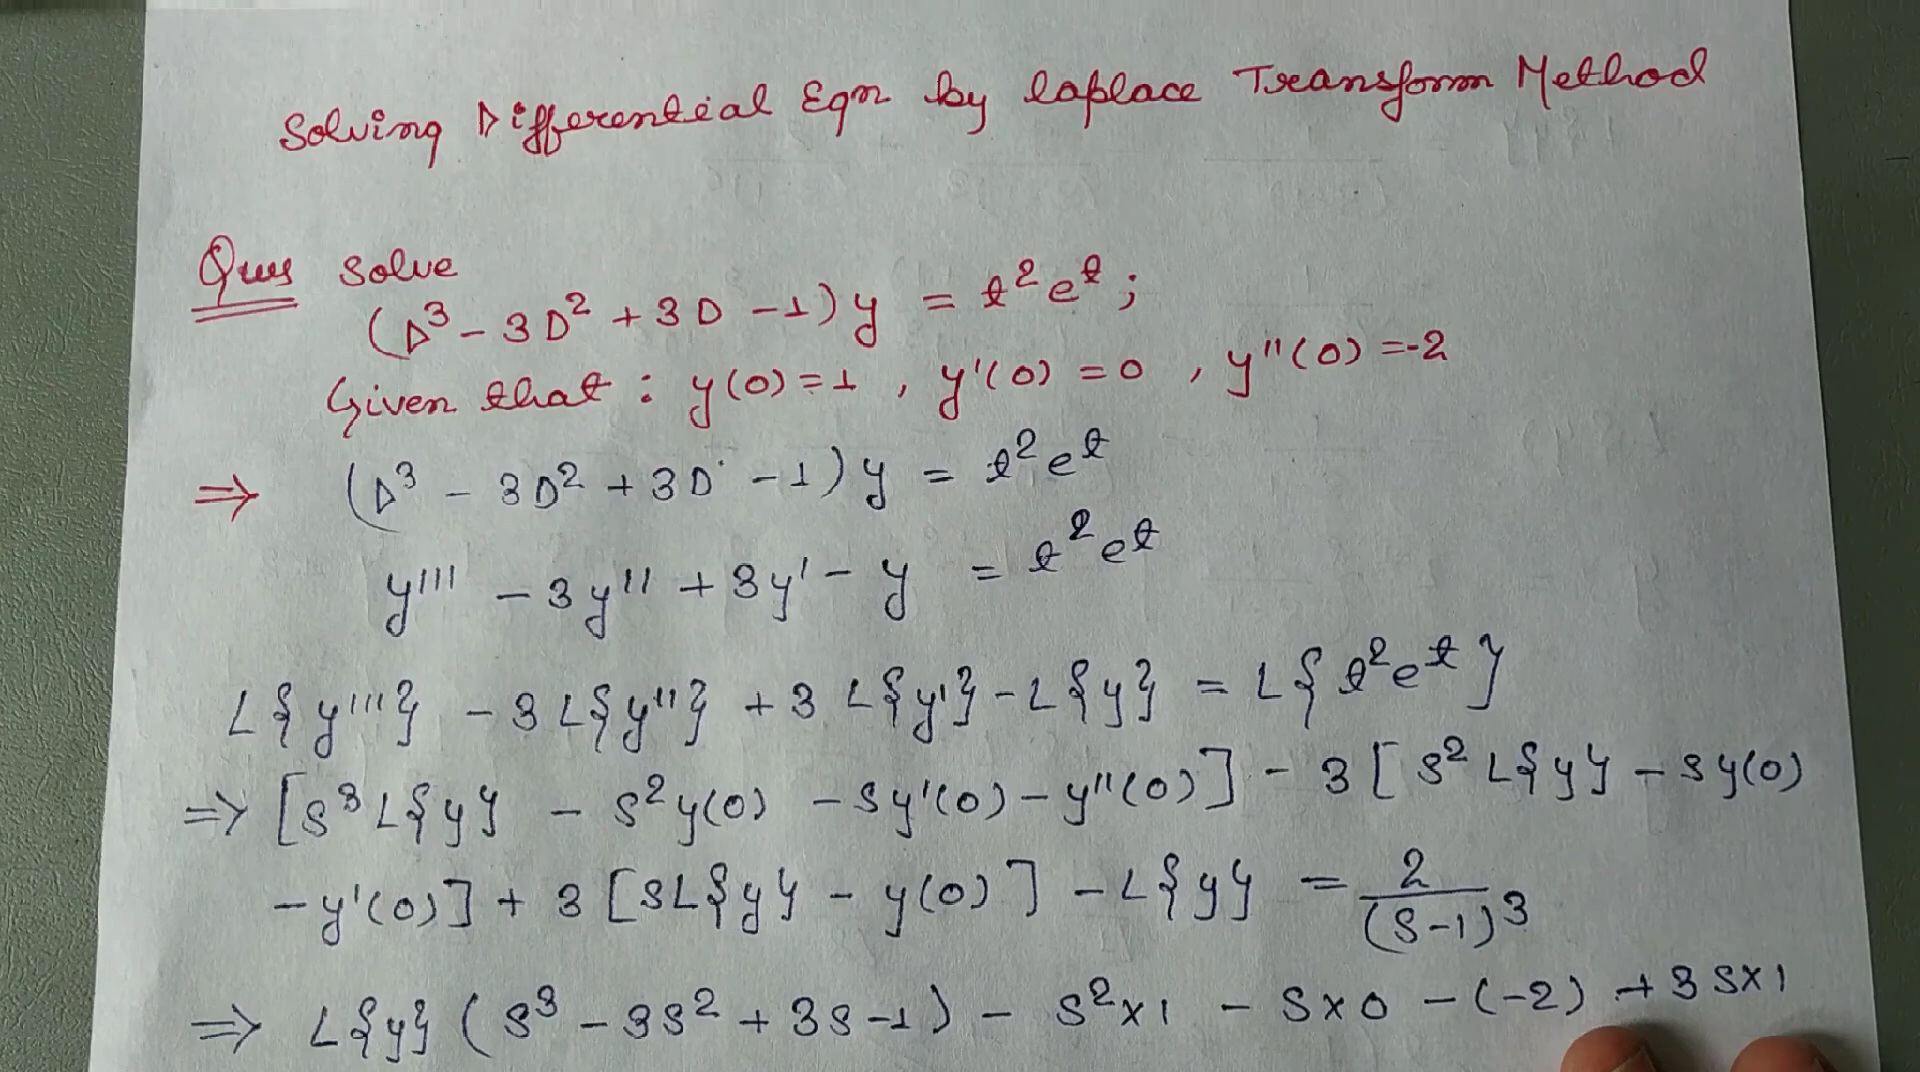 Solving Differential Eqn by Laplace Transform Method
Ques Solve
(D³ - 3D² + 3D - 1) y = t²eᵗ ;
Given that : y(0) = 1 , y'(0) = 0 , y''(0) = -2
⇒ (D³ - 3D² + 3D - 1) y = t²eᵗ
y''' - 3y'' + 3y' - y = t²eᵗ
L{y'''} - 3L{y''} + 3 L{y'} - L{y} = L{t²eᵗ}
⇒ [s³L{y} - s²y(0) - sy'(0) - y''(0)] - 3[s²L{y} - sy(0)
- y'(0)] + 3[sL{y} - y(0)] - L{y} = 2/(s-1)³
⇒ L{y} (s³ - 3s² + 3s - 1) - s²×1 - s×0 - (-2) + 3s×1